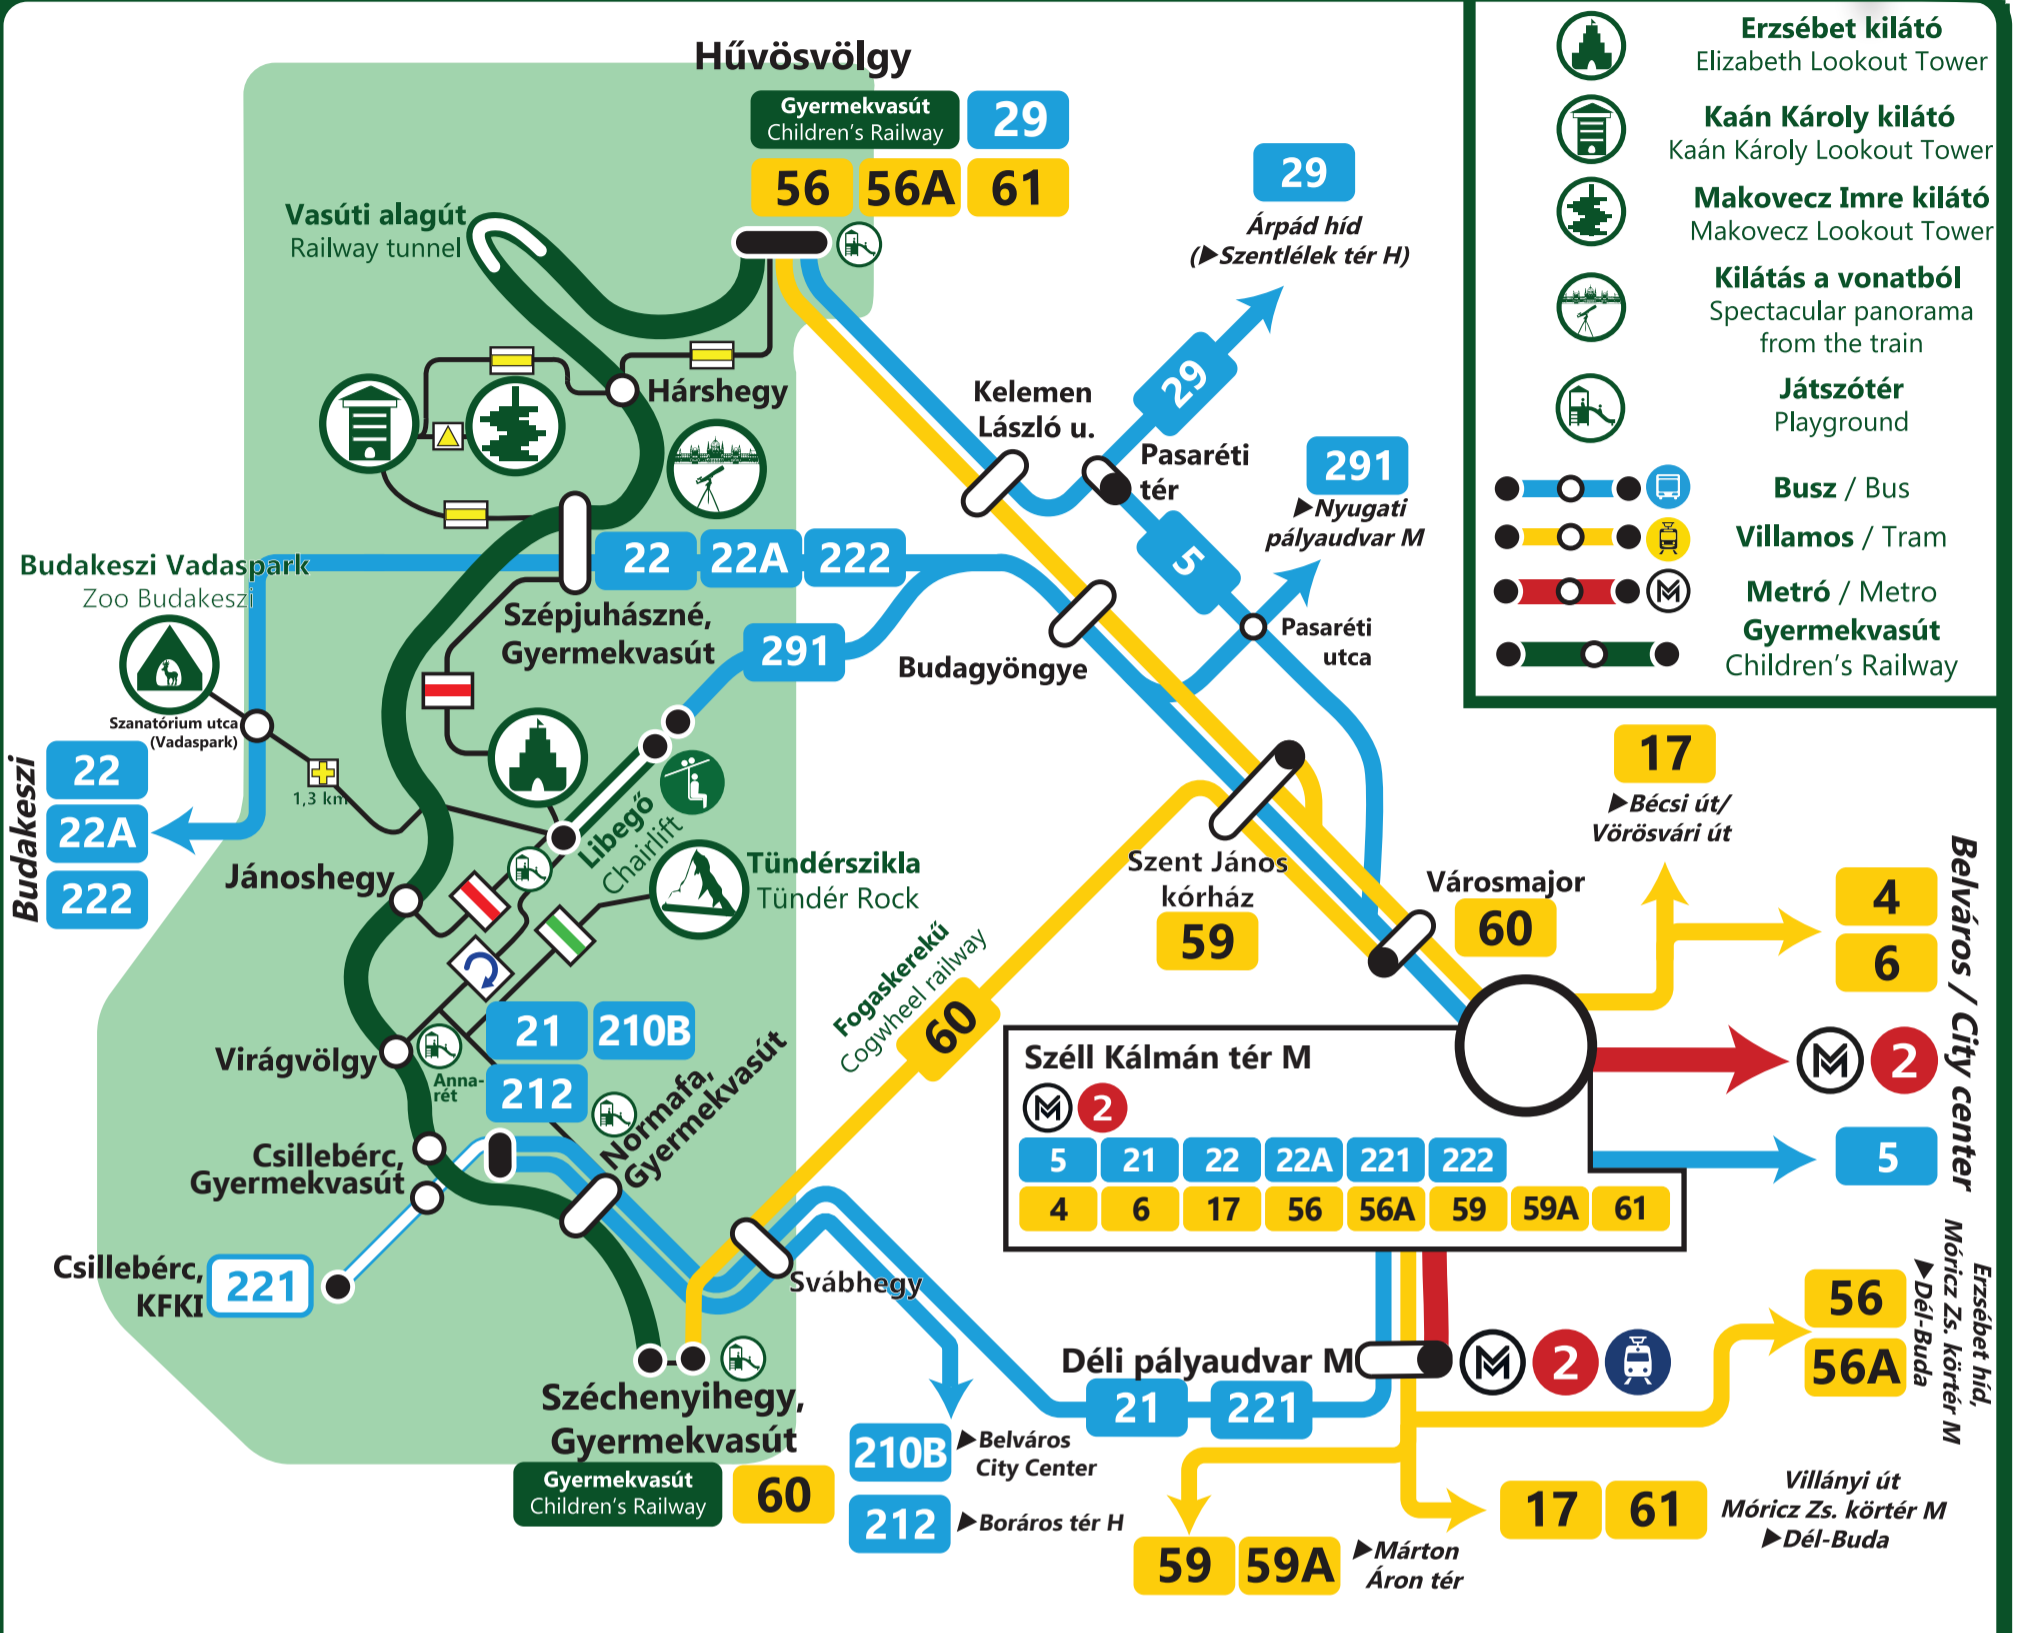 Hűvösvölgy
Gyermekvasút
Children's Railway
29
56
56A
61
Vasúti alagút
Railway tunnel
29
Árpád híd
(▶Szentlélek tér H)
29
Hárshegy
Kelemen
László u.
Pasaréti
tér
291
▶Nyugati
pályaudvar M
5
Budakeszi Vadaspark
Zoo Budakeszi
22
22A
222
Szépjuhászné,
Gyermekvasút
291
Budagyöngye
Pasaréti
utca
Szanatórium utca
(Vadaspark)
1,3 km
Budakeszi
22
22A
222
Libegő
Chairlift
Jánoshegy
Tündérszikla
Tündér Rock
Szent János
kórház
59
Városmajor
60
17
▶Bécsi út/
Vörösvári út
4
6
Belváros / City center
Fogaskerekű
Cogwheel railway
60
Virágvölgy
Anna-
rét
21
210B
212
Normafa,
Gyermekvasút
Széll Kálmán tér M
M
2
5
21
22
22A
221
222
4
6
17
56
56A
59
59A
61
M
2
5
Csillebérc,
Gyermekvasút
Csillebérc,
KFKI
221
Svábhegy
Széchenyihegy,
Gyermekvasút
Gyermekvasút
Children's Railway
60
210B
▶Belváros
City Center
212
▶Boráros tér H
Déli pályaudvar M
M
2
21
221
56
56A
Erzsébet híd,
Móricz Zs. körtér M
▶Dél-Buda
59
59A
▶Márton
Áron tér
17
61
Villányi út
Móricz Zs. körtér M
▶Dél-Buda
Erzsébet kilátó
Elizabeth Lookout Tower
Kaán Károly kilátó
Kaán Károly Lookout Tower
Makovecz Imre kilátó
Makovecz Lookout Tower
Kilátás a vonatból
Spectacular panorama
from the train
Játszótér
Playground
Busz / Bus
Villamos / Tram
M
Metró / Metro
Gyermekvasút
Children's Railway